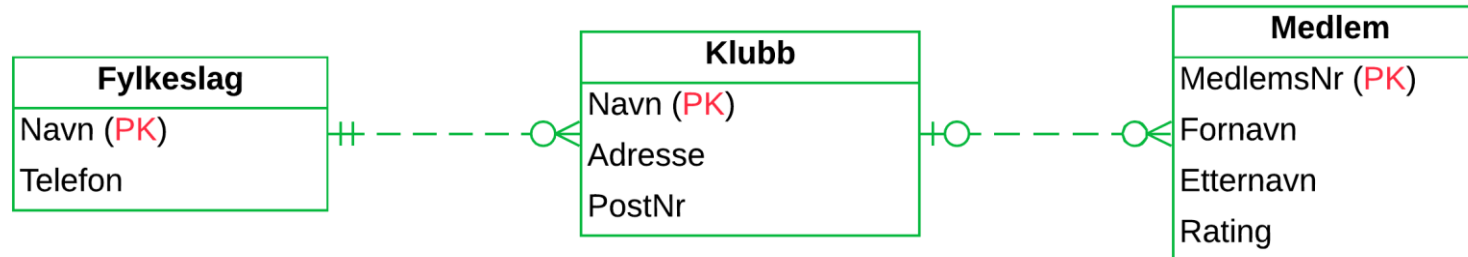 Fylkeslag
Navn (PK)
Telefon
Klubb
Navn (PK)
Adresse
PostNr
Medlem
MedlemsNr (PK)
Fornavn
Etternavn
Rating